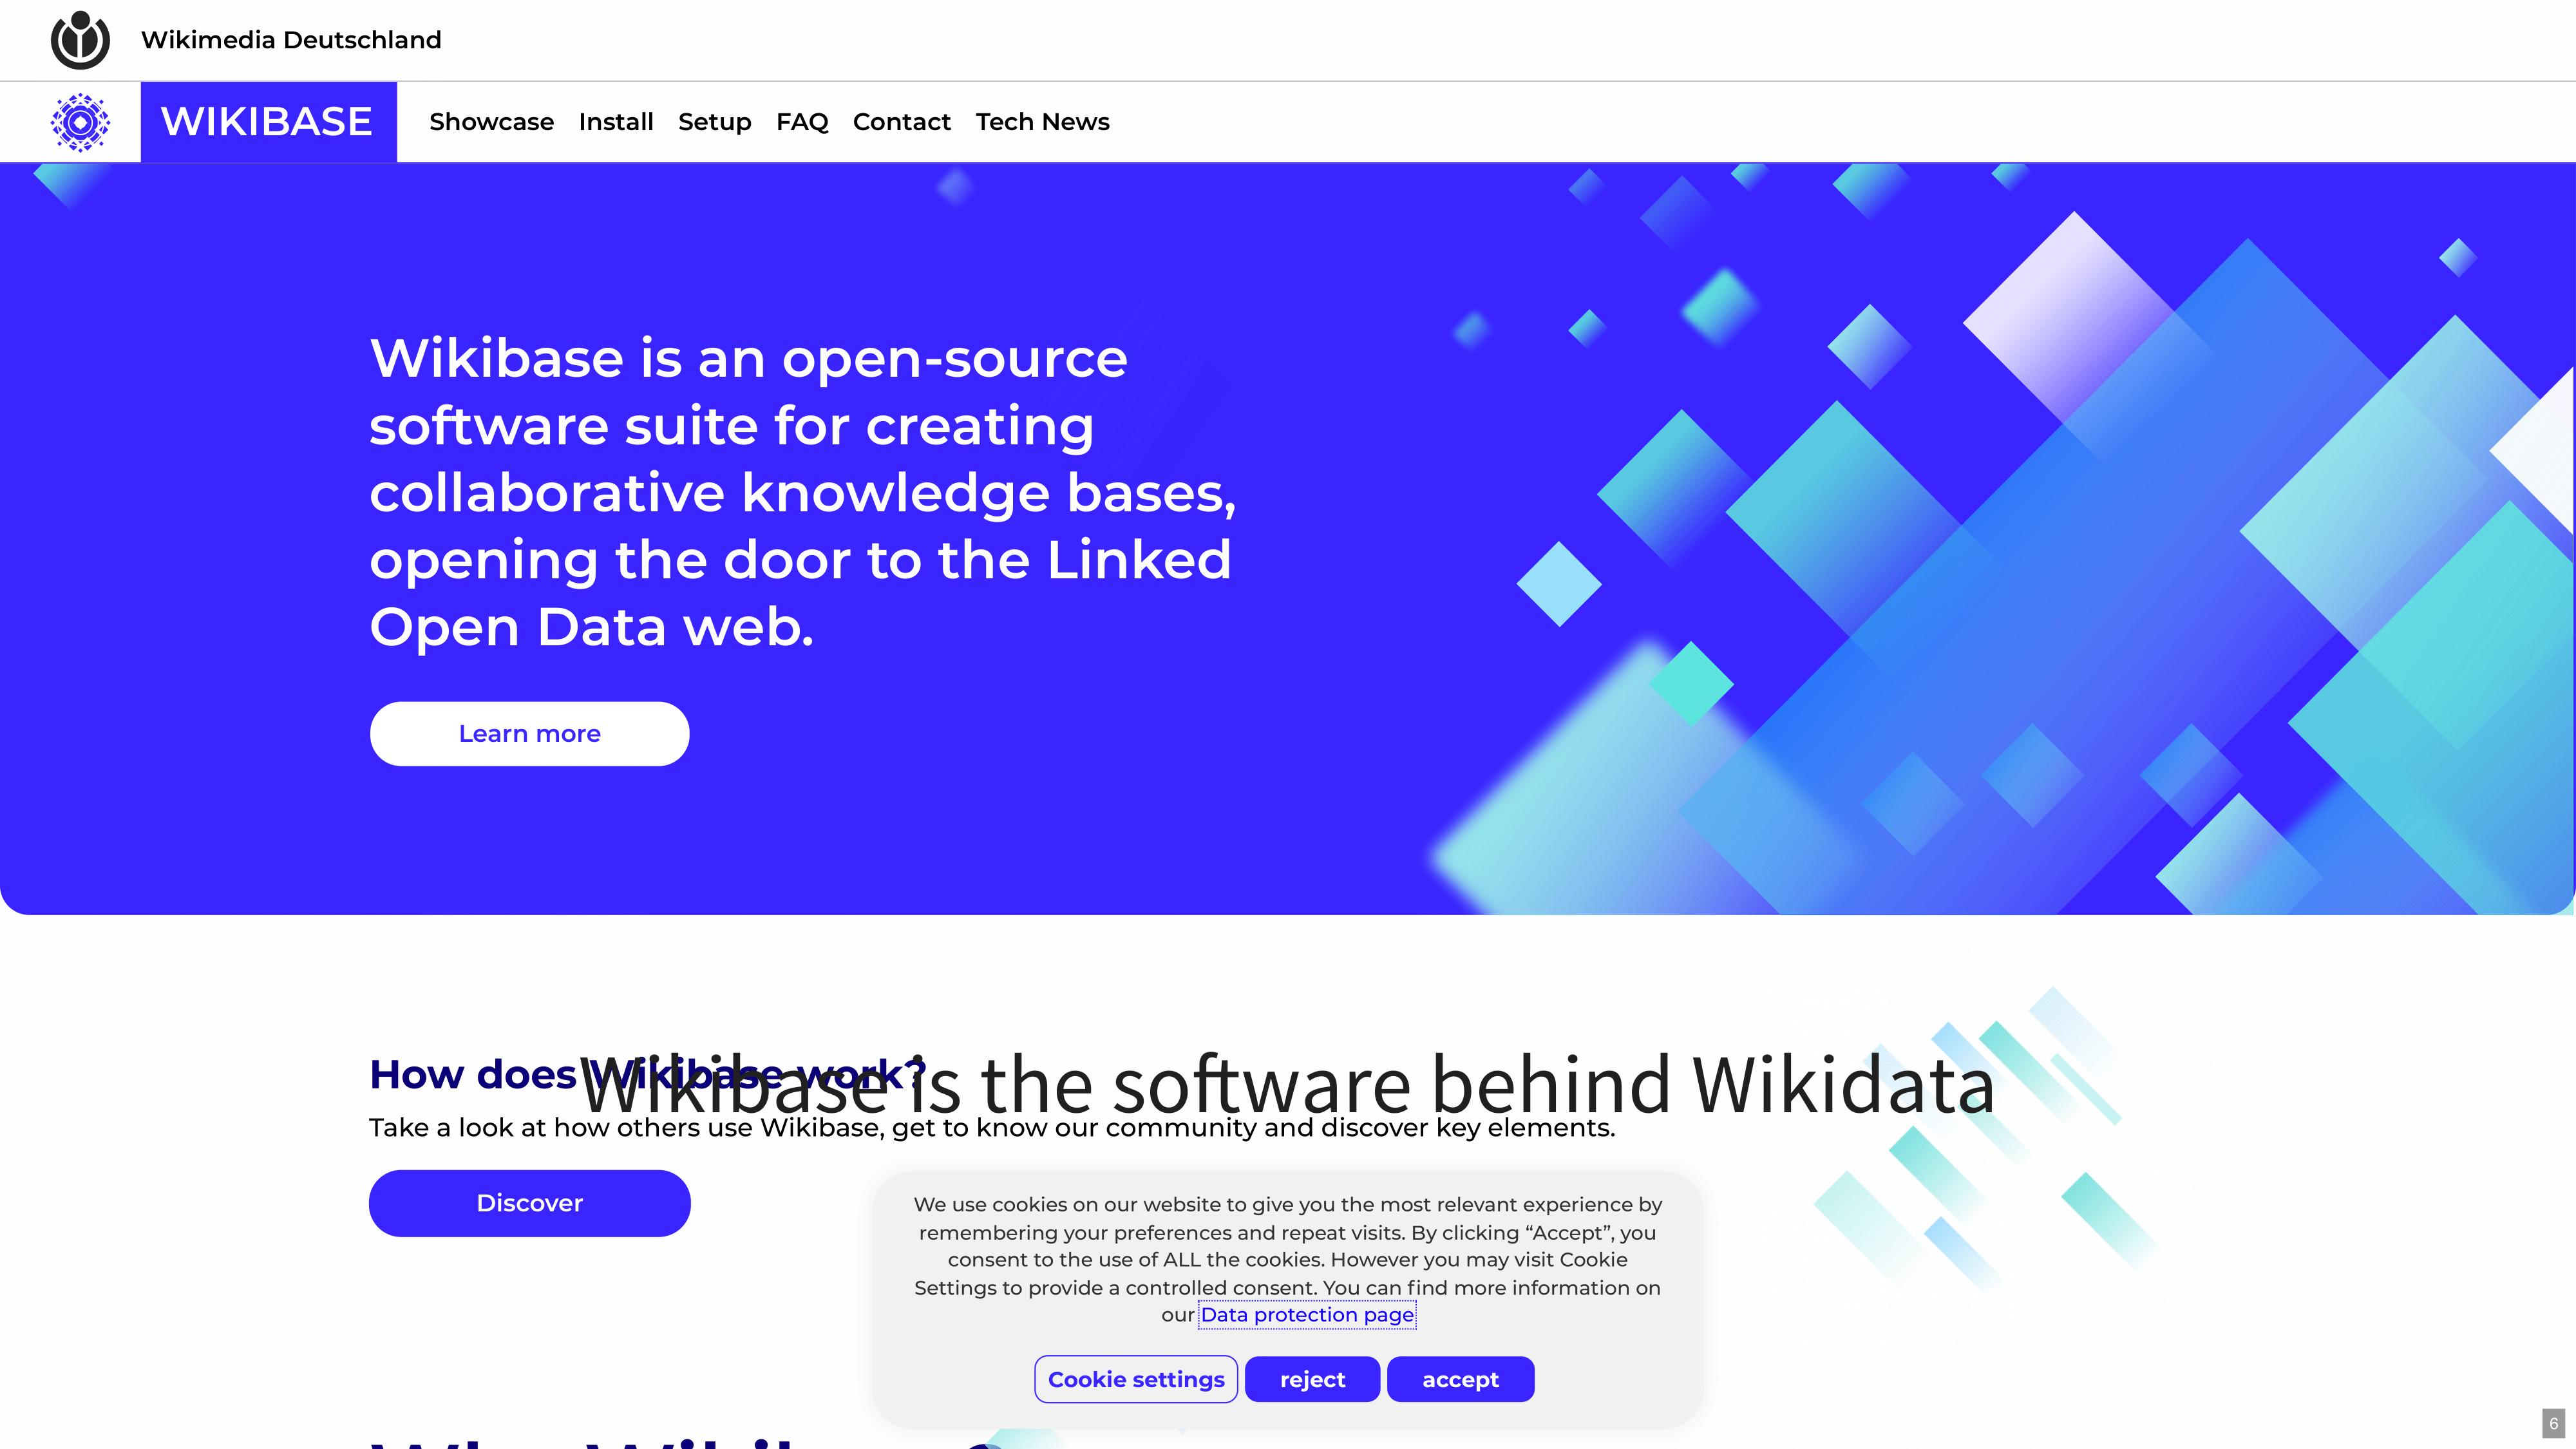 Wikimedia Deutschland
WIKIBASE
Showcase Install Setup FAQ Contact Tech News
Wikibase is an open-source
software suite for creating
collaborative knowledge bases,
opening the door to the Linked
Open Data web.
Learn more
How does Wikibase work?
Wikibase is the software behind Wikidata
Take a look at how others use Wikibase, get to know our community and discover key elements.
Discover
We use cookies on our website to give you the most relevant experience by
remembering your preferences and repeat visits. By clicking “Accept”, you
consent to the use of ALL the cookies. However you may visit Cookie
Settings to provide a controlled consent. You can find more information on
our Data protection page
Cookie settings reject accept
6